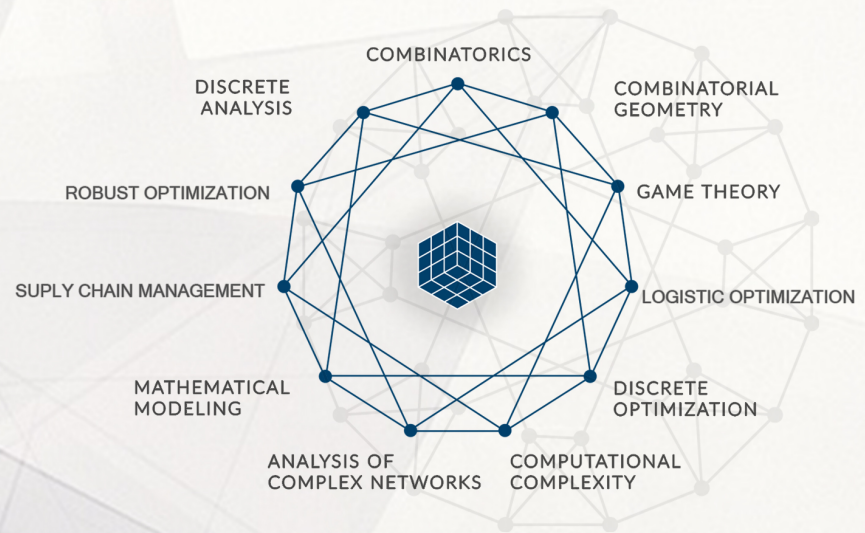 COMBINATORICS
DISCRETE
ANALYSIS
COMBINATORIAL
GEOMETRY
ROBUST OPTIMIZATION
GAME THEORY
SUPLY CHAIN MANAGEMENT
LOGISTIC OPTIMIZATION
MATHEMATICAL
MODELING
DISCRETE
OPTIMIZATION
ANALYSIS OF
COMPLEX NETWORKS
COMPUTATIONAL
COMPLEXITY